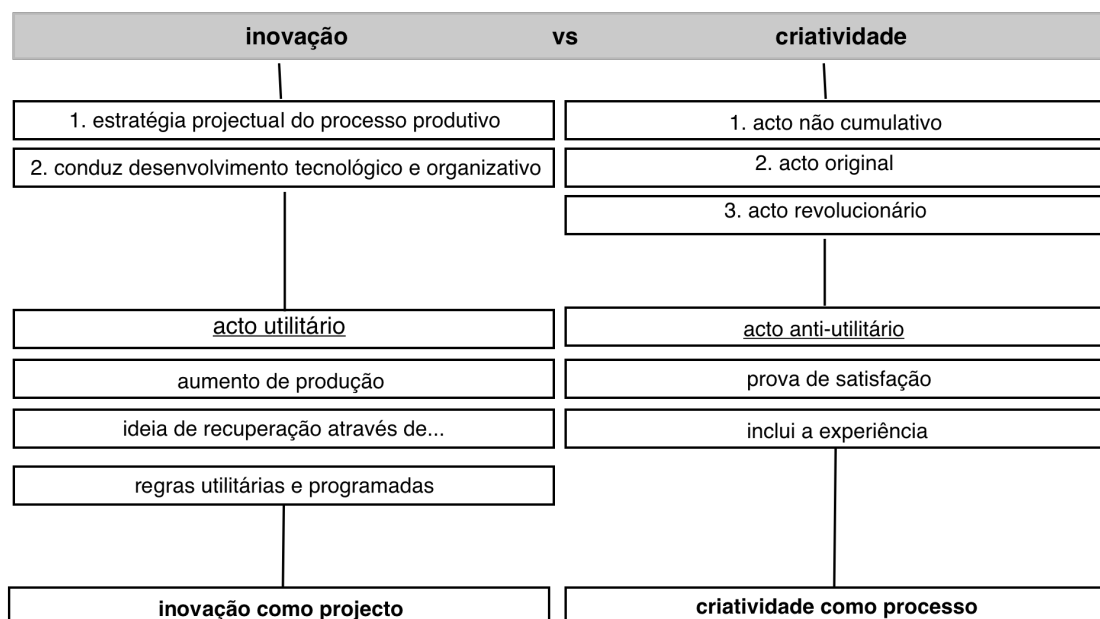 inovação vs criatividade
1. estratégia projectual do processo produtivo
2. conduz desenvolvimento tecnológico e organizativo
1. acto não cumulativo
2. acto original
3. acto revolucionário
acto utilitário
aumento de produção
ideia de recuperação através de...
regras utilitárias e programadas
acto anti-utilitário
prova de satisfação
inclui a experiência
inovação como projecto
criatividade como processo